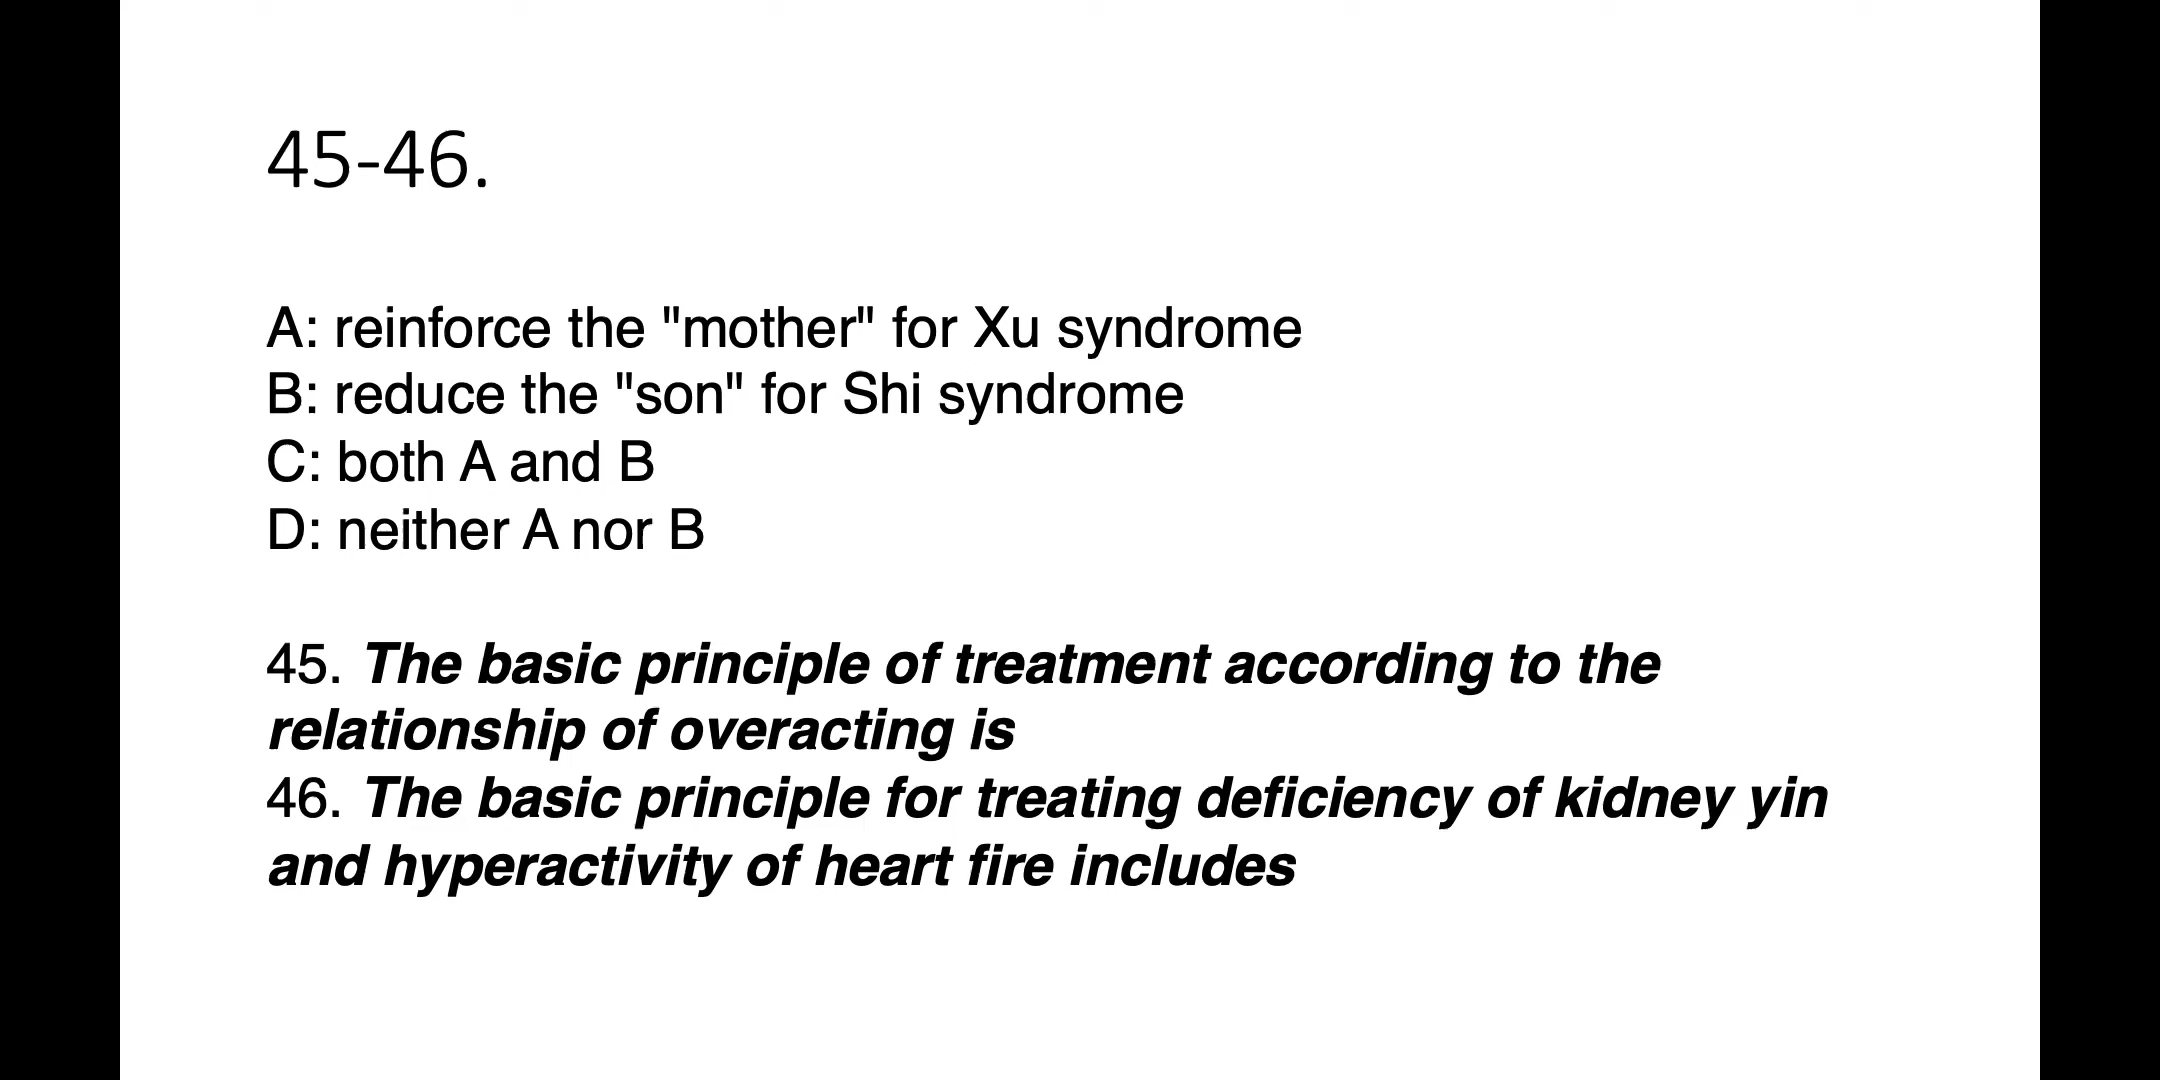 45-46.
A: reinforce the "mother" for Xu syndrome
B: reduce the "son" for Shi syndrome
C: both A and B
D: neither A nor B
45. The basic principle of treatment according to the
relationship of overacting is
46. The basic principle for treating deficiency of kidney yin
and hyperactivity of heart fire includes